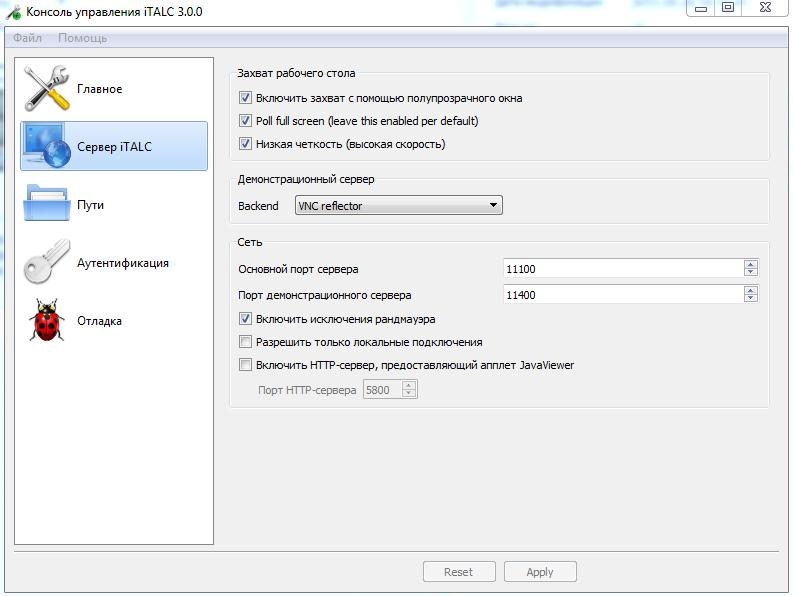 Консоль управления iTALC 3.0.0
Файл Помощь
Главное
Сервер iTALC
Пути
Аутентификация
Отладка
Захват рабочего стола
Включить захват с помощью полупрозрачного окна
Poll full screen (leave this enabled per default)
Низкая четкость (высокая скорость)
Демонстрационный сервер
Backend VNC reflector
Сеть
Основной порт сервера 11100
Порт демонстрационного сервера 11400
Включить исключения рандмауэра
Разрешить только локальные подключения
Включить HTTP-сервер, предоставляющий апплет JavaViewer
Порт HTTP-сервера 5800
Reset Apply